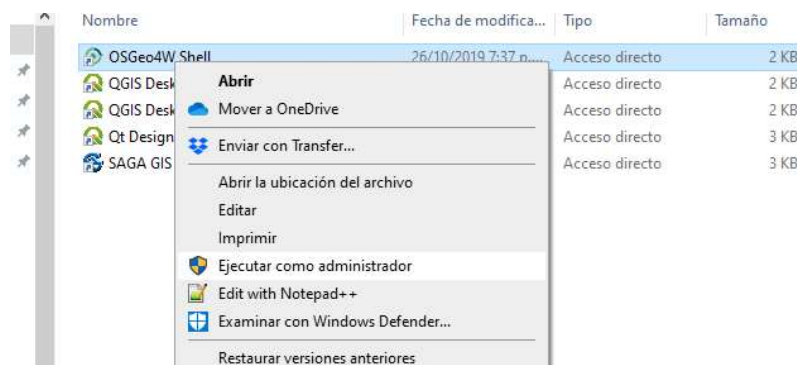 Nombre Fecha de modifica... Tipo Tamaño
OSGeo4W Shell 26/10/2019 7:37 p.... Acceso directo 2 KB
QGIS Desk Acceso directo 2 KB
QGIS Desk Acceso directo 2 KB
Qt Design Acceso directo 3 KB
SAGA GIS Acceso directo 3 KB
Abrir
Mover a OneDrive
Enviar con Transfer...
Abrir la ubicación del archivo
Editar
Imprimir
Ejecutar como administrador
Edit with Notepad++
Examinar con Windows Defender...
Restaurar versiones anteriores